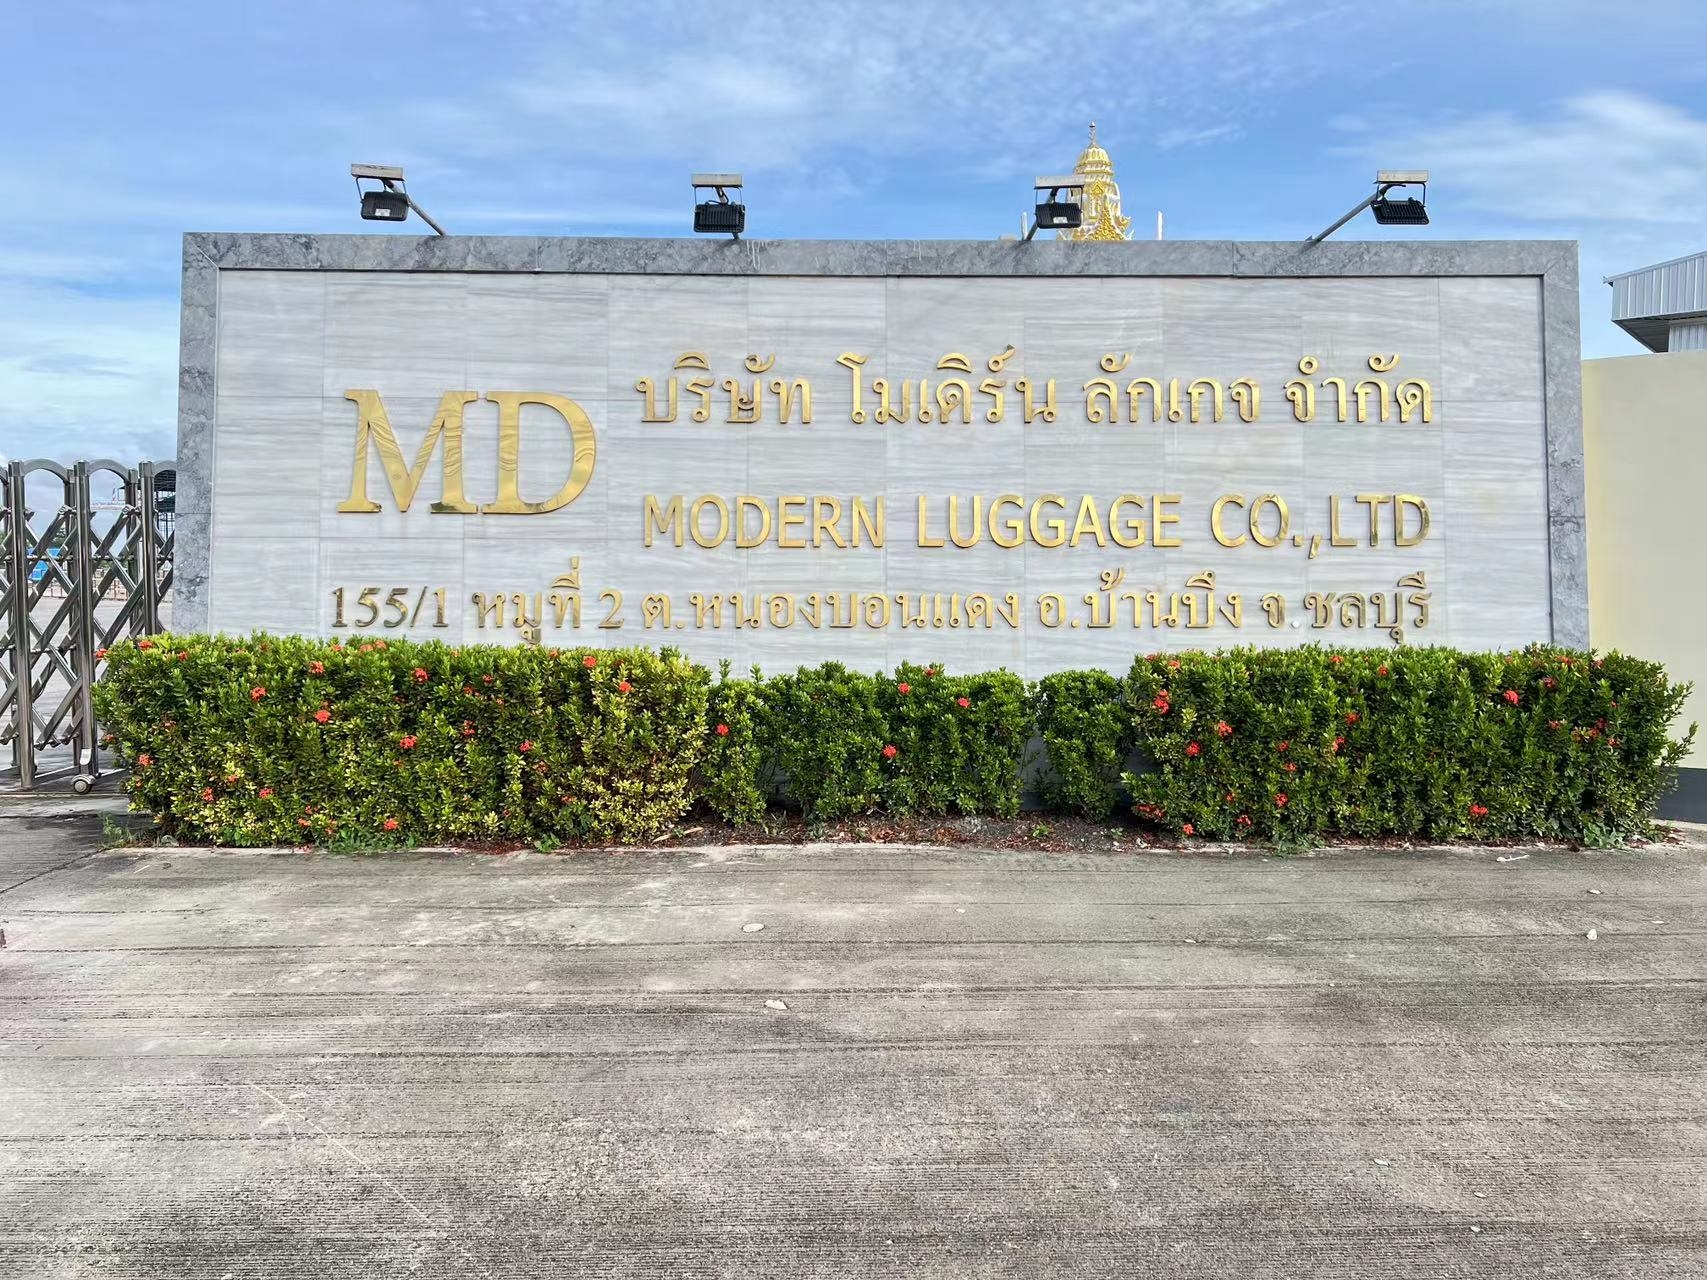 MD
บริษัท โมเดิร์น ลักเกจ จำกัด
MODERN LUGGAGE CO.,LTD
155/1 หมู่ที่ 2 ต.หนองบอนแดง อ.บ้านบึง จ.ชลบุรี